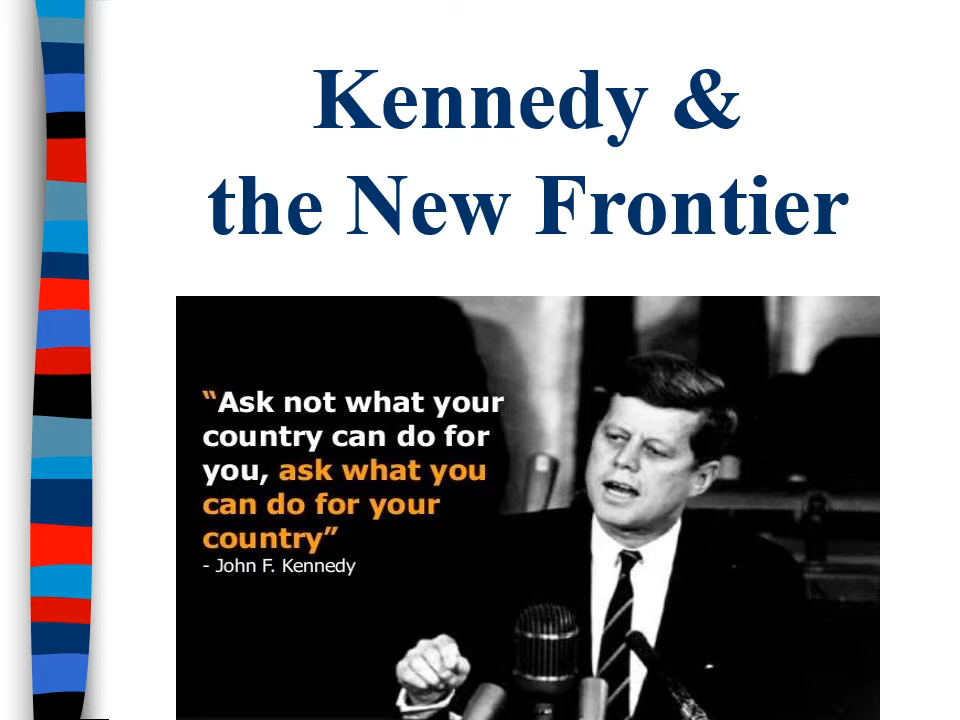 Kennedy &
the New Frontier
“Ask not what your
country can do for
you, ask what you
can do for your
country”
- John F. Kennedy